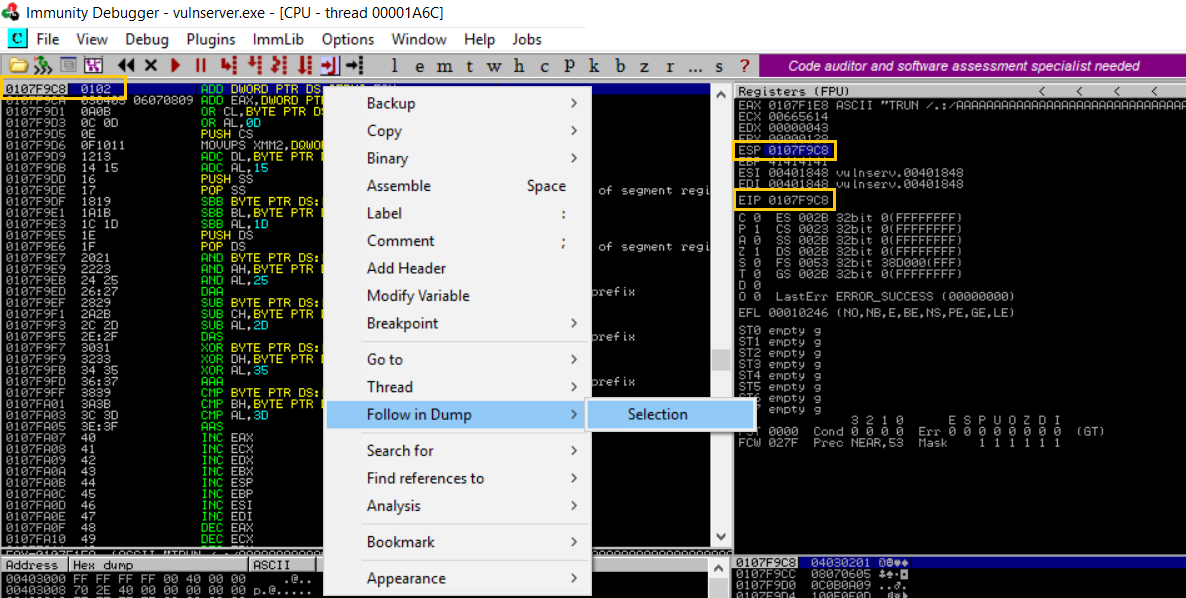 Immunity Debugger - vulnserver.exe - [CPU - thread 00001A6C]
C File View Debug Plugins ImmLib Options Window Help Jobs
l e m t w h c P k b z r ... s ?
Code auditor and software assessment specialist needed
0107F9C8 0102 ADD DWORD PTR DS
030405 06070809 ADD EAX,DWORD PT
0107F9D1 0A0B OR CL,BYTE PTR D
0107F9D3 0C 0D OR AL,0D
0107F9D5 0E PUSH CS
0107F9D6 0F1011 MOVUPS XMM2,DQWO
0107F9D9 1213 ADC DL,BYTE PTR
0107F9DB 14 15 ADC AL,15
0107F9DD 16 PUSH SS
0107F9DE 17 POP SS of segment regi
0107F9DF 1819 SBB BYTE PTR DS:
0107F9E1 1A1B SBB BL,BYTE PTR
0107F9E3 1C 1D SBB AL,1D
0107F9E5 1E PUSH DS
0107F9E6 1F POP DS of segment regi
0107F9E7 2021 AND BYTE PTR DS:
0107F9E9 2223 AND AH,BYTE PTR
0107F9EB 24 25 AND AL,25
0107F9ED 26:27 DAA prefix
0107F9EF 2829 SUB BYTE PTR DS:
0107F9F1 2A2B SUB CH,BYTE PTR
0107F9F3 2C 2D SUB AL,2D
0107F9F5 2E:2F DAS prefix
0107F9F7 3031 XOR BYTE PTR DS:
0107F9F9 3233 XOR DH,BYTE PTR
0107F9FB 34 35 XOR AL,35
0107F9FD 36:37 AAA prefix
0107F9FF 3839 CMP BYTE PTR DS:
0107FA01 3A3B CMP BH,BYTE PTR
0107FA03 3C 3D CMP AL,3D
0107FA05 3E:3F AAS
0107FA07 40 INC EAX
0107FA08 41 INC ECX
0107FA09 42 INC EDX
0107FA0A 43 INC EBX
0107FA0B 44 INC ESP
0107FA0C 45 INC EBP
0107FA0D 46 INC ESI
0107FA0E 47 INC EDI
0107FA0F 48 DEC EAX
0107FA10 49 DEC ECX
Backup
Copy
Binary
Assemble Space
Label :
Comment ;
Add Header
Modify Variable
Breakpoint
Go to
Thread
Follow in Dump
Selection
Search for
Find references to
Analysis
Bookmark
Appearance
Registers (FPU) < < < <
EAX 0107F1E8 ASCII "TRUN /.:/AAAAAAAAAAAAAAAAAAAAAAAAAAAAAAAAA
ECX 00665614
EDX 00000043
ESP 0107F9C8
EBP 41414141
ESI 00401848 vulnserv.00401848
EDI 00401848 vulnserv.00401848
EIP 0107F9C8
C 0 ES 002B 32bit 0(FFFFFFFF)
P 1 CS 0023 32bit 0(FFFFFFFF)
A 0 SS 002B 32bit 0(FFFFFFFF)
Z 1 DS 002B 32bit 0(FFFFFFFF)
S 0 FS 0053 32bit 38D000(FFF)
T 0 GS 002B 32bit 0(FFFFFFFF)
D 0
O 0 LastErr ERROR_SUCCESS (00000000)
EFL 00010246 (NO,NB,E,BE,NS,PE,GE,LE)
ST0 empty g
ST1 empty g
ST2 empty g
ST3 empty g
ST4 empty g
ST5 empty g
empty g
empty g
3 2 1 0 E S P U O Z D I
FST 0000 Cond 0 0 0 0 Err 0 0 0 0 0 0 0 0 (GT)
FCW 027F Prec NEAR,53 Mask 1 1 1 1 1 1
Address Hex dump ASCII
00403000 FF FF FF FF 00 40 00 00 .@..
00403008 70 2E 40 00 00 00 00 00 p.@.....
0107F9C8 04030201
0107F9CC 08070605
0107F9D0 0C0B0A09
0107F9D4 100F0E0D